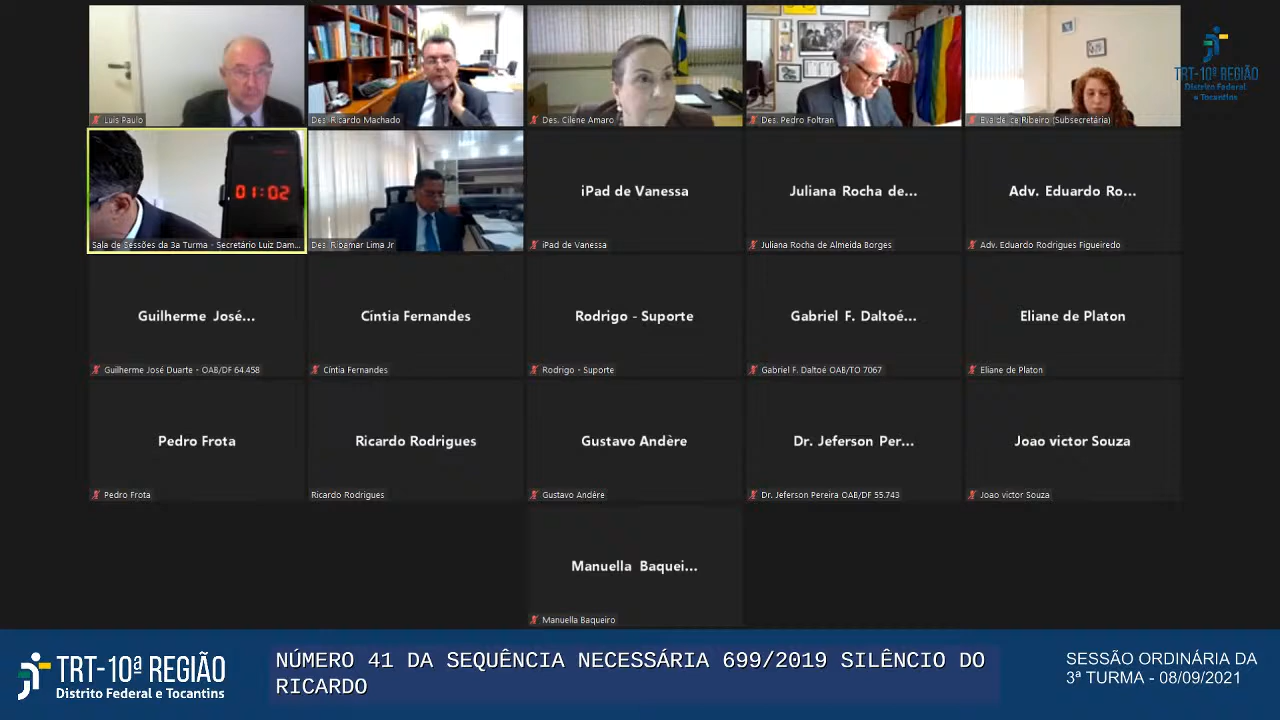 Luis Paulo
Des. Ricardo Machado
Des. Cilene Amaro
Des. Pedro Foltran
Ribeiro (Subsecretária)
TRT-10ª REGIÃO
Distrito Federal
e Tocantins
01:02
Sala de Sessões da 3a Turma - Secretário Luiz Dam...
Des. Ribamar Lima Jr
iPad de Vanessa
iPad de Vanessa
Juliana Rocha de...
Juliana Rocha de Almeida Borges
Adv. Eduardo Ro...
Adv. Eduardo Rodrigues Figueiredo
Guilherme José...
Guilherme José Duarte - OAB/DF 64.458
Cíntia Fernandes
Cíntia Fernandes
Rodrigo - Suporte
Rodrigo - Suporte
Gabriel F. Daltoé...
Gabriel F. Daltoé OAB/TO 7067
Eliane de Platon
Eliane de Platon
Pedro Frota
Pedro Frota
Ricardo Rodrigues
Ricardo Rodrigues
Gustavo Andère
Gustavo Andère
Dr. Jeferson Per...
Dr. Jeferson Pereira OAB/DF 55.743
Joao victor Souza
Joao victor Souza
Manuella Baquei...
Manuella Baqueiro
TRT-10ª REGIÃO
Distrito Federal e Tocantins
NÚMERO 41 DA SEQUÊNCIA NECESSÁRIA 699/2019 SILÊNCIO DO
RICARDO
SESSÃO ORDINÁRIA DA
3ª TURMA - 08/09/2021